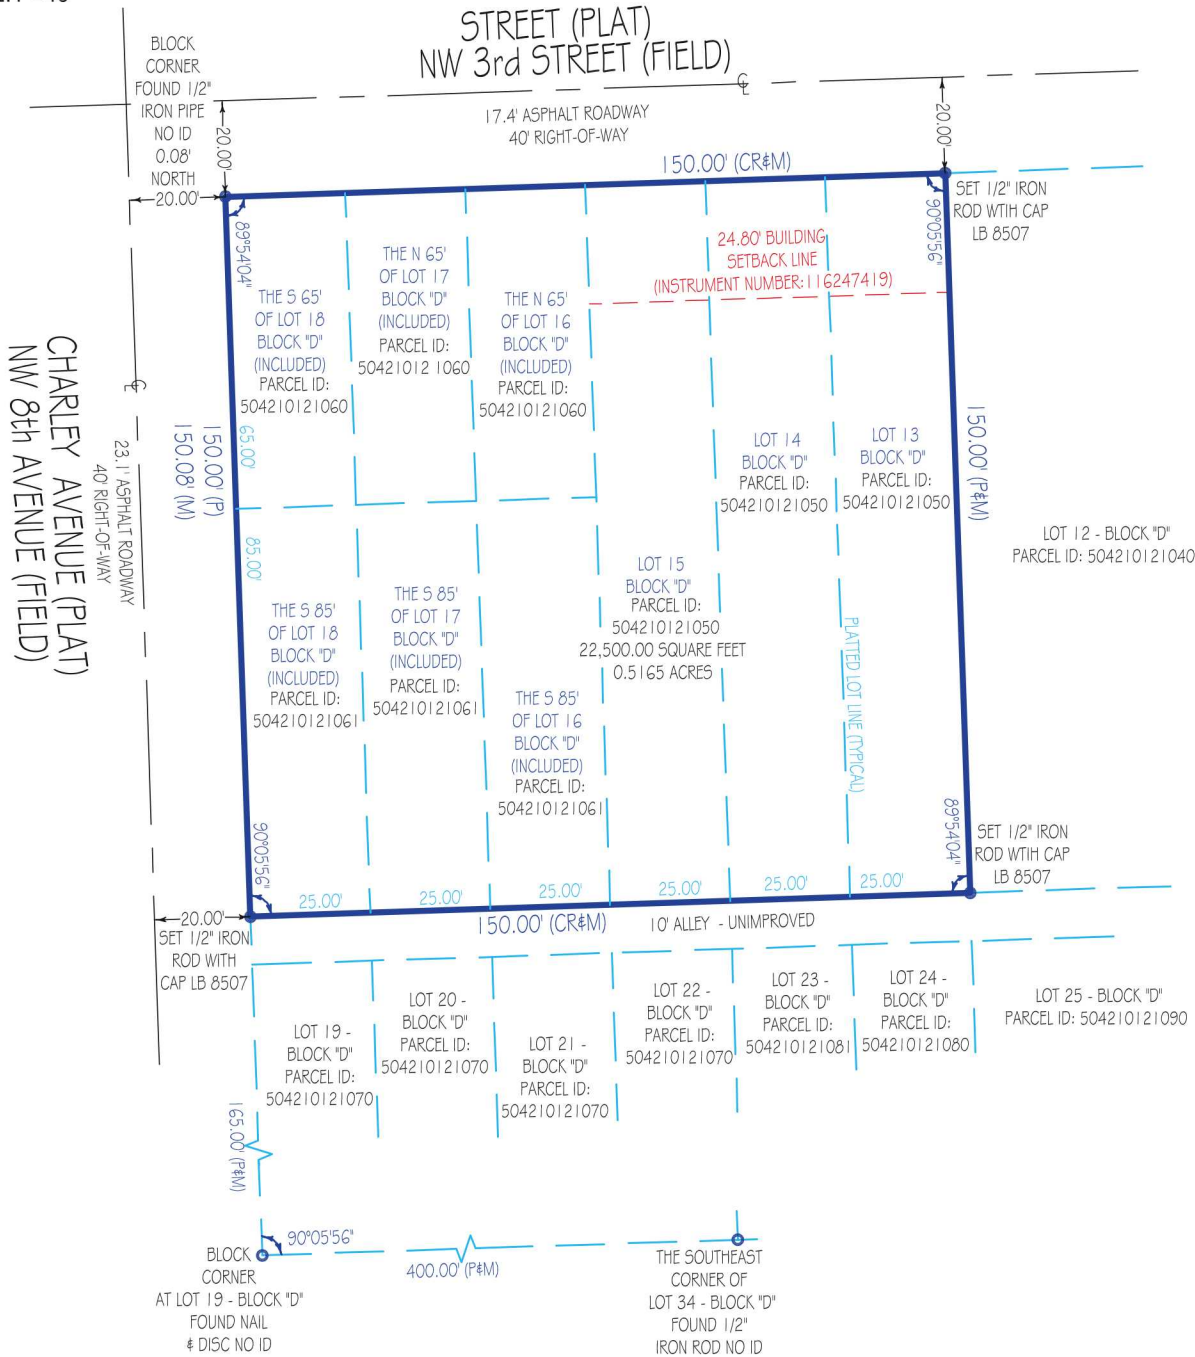 STREET (PLAT)
NW 3rd STREET (FIELD)
BLOCK
CORNER
FOUND 1/2"
IRON PIPE
NO ID
0.08'
NORTH
20.00'
20.00'
17.4' ASPHALT ROADWAY
40' RIGHT-OF-WAY
20.00'
150.00' (CR&M)
SET 1/2" IRON
ROD WTIH CAP
LB 8507
89°54'04"
90°05'56"
24.80' BUILDING
SETBACK LINE
(INSTRUMENT NUMBER:116247419)
THE S 65'
OF LOT 18
BLOCK "D"
(INCLUDED)
PARCEL ID:
504210121060
THE N 65'
OF LOT 17
BLOCK "D"
(INCLUDED)
PARCEL ID:
50421012 1060
THE N 65'
OF LOT 16
BLOCK "D"
(INCLUDED)
PARCEL ID:
504210121060
CHARLEY AVENUE (PLAT)
NW 8th AVENUE (FIELD)
23.1' ASPHALT ROADWAY
40' RIGHT-OF-WAY
150.00' (P)
150.08' (M)
65.00'
85.00'
LOT 14
BLOCK "D"
PARCEL ID:
504210121050
LOT 13
BLOCK "D"
PARCEL ID:
504210121050
150.00' (P&M)
LOT 12 - BLOCK "D"
PARCEL ID: 504210121040
THE S 85'
OF LOT 18
BLOCK "D"
(INCLUDED)
PARCEL ID:
504210121061
THE S 85'
OF LOT 17
BLOCK "D"
(INCLUDED)
PARCEL ID:
504210121061
THE S 85'
OF LOT 16
BLOCK "D"
(INCLUDED)
PARCEL ID:
504210121061
LOT 15
BLOCK "D"
PARCEL ID:
504210121050
22,500.00 SQUARE FEET
0.5165 ACRES
PLATTED LOT LINE (TYPICAL)
90°05'56"
89°54'04"
SET 1/2" IRON
ROD WTIH CAP
LB 8507
25.00'
25.00'
25.00'
25.00'
25.00'
25.00'
20.00'
150.00' (CR&M)
10' ALLEY - UNIMPROVED
SET 1/2" IRON
ROD WITH
CAP LB 8507
LOT 19 -
BLOCK "D"
PARCEL ID:
504210121070
LOT 20 -
BLOCK "D"
PARCEL ID:
504210121070
LOT 21 -
BLOCK "D"
PARCEL ID:
504210121070
LOT 22 -
BLOCK "D"
PARCEL ID:
504210121070
LOT 23 -
BLOCK "D"
PARCEL ID:
504210121081
LOT 24 -
BLOCK "D"
PARCEL ID:
504210121080
LOT 25 - BLOCK "D"
PARCEL ID: 504210121090
165.00' (P&M)
90°05'56"
400.00' (P&M)
BLOCK
CORNER
AT LOT 19 - BLOCK "D"
FOUND NAIL
& DISC NO ID
THE SOUTHEAST
CORNER OF
LOT 34 - BLOCK "D"
FOUND 1/2"
IRON ROD NO ID